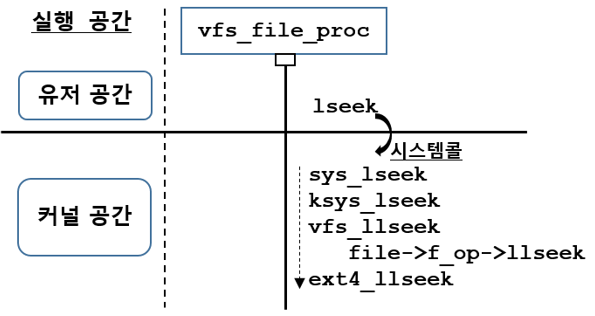 실행 공간
vfs_file_proc
유저 공간
lseek
시스템콜
커널 공간
sys_lseek
ksys_lseek
vfs_llseek
file->f_op->llseek
ext4_llseek